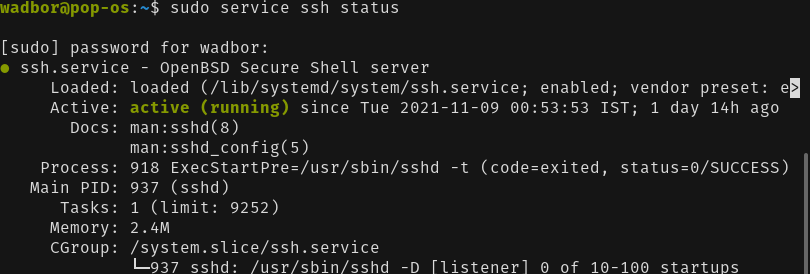 wadbor@pop-os:~$ sudo service ssh status
[sudo] password for wadbor:
● ssh.service - OpenBSD Secure Shell server
Loaded: loaded (/lib/systemd/system/ssh.service; enabled; vendor preset: e>
Active: active (running) since Tue 2021-11-09 00:53:53 IST; 1 day 14h ago
Docs: man:sshd(8)
man:sshd_config(5)
Process: 918 ExecStartPre=/usr/sbin/sshd -t (code=exited, status=0/SUCCESS)
Main PID: 937 (sshd)
Tasks: 1 (limit: 9252)
Memory: 2.4M
CGroup: /system.slice/ssh.service
└─937 sshd: /usr/sbin/sshd -D [listener] 0 of 10-100 startups